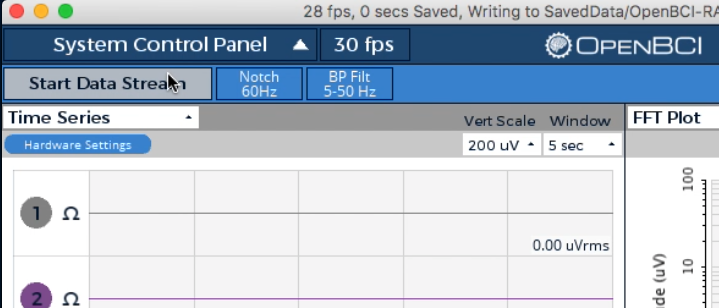 28 fps, 0 secs Saved, Writing to SavedData/OpenBCI-RA
System Control Panel 30 fps OPENBCI
Start Data Stream Notch 60Hz BP Filt 5-50 Hz
Time Series Vert Scale Window FFT Plot
Hardware Settings 200 uV 5 sec
100
1 Ω
0.00 uVrms
10
de (uV)
2 Ω